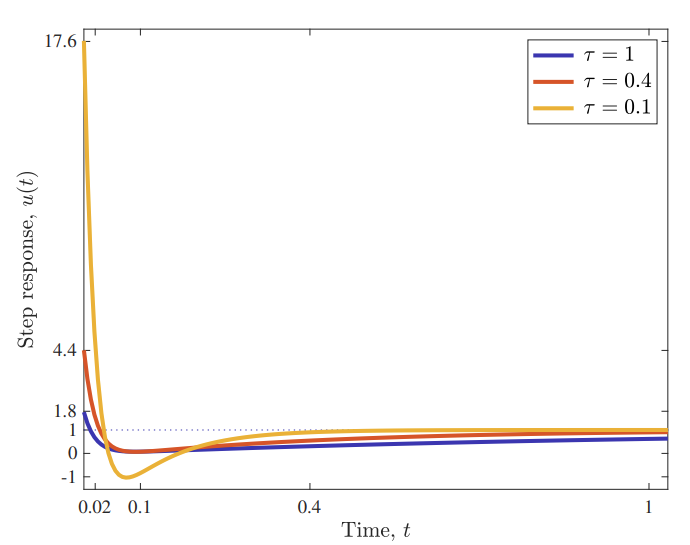 17.6
τ = 1
τ = 0.4
τ = 0.1
Step response, u(t)
4.4
1.8
1
0
-1
0.02 0.1 0.4 1
Time, t